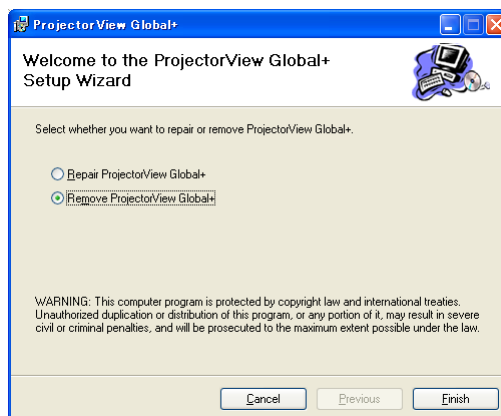 ProjectorView Global+
Welcome to the ProjectorView Global+
Setup Wizard
Select whether you want to repair or remove ProjectorView Global+.
Repair ProjectorView Global+
Remove ProjectorView Global+
WARNING: This computer program is protected by copyright law and international treaties.
Unauthorized duplication or distribution of this program, or any portion of it, may result in severe
civil or criminal penalties, and will be prosecuted to the maximum extent possible under the law.
Cancel
Previous
Finish